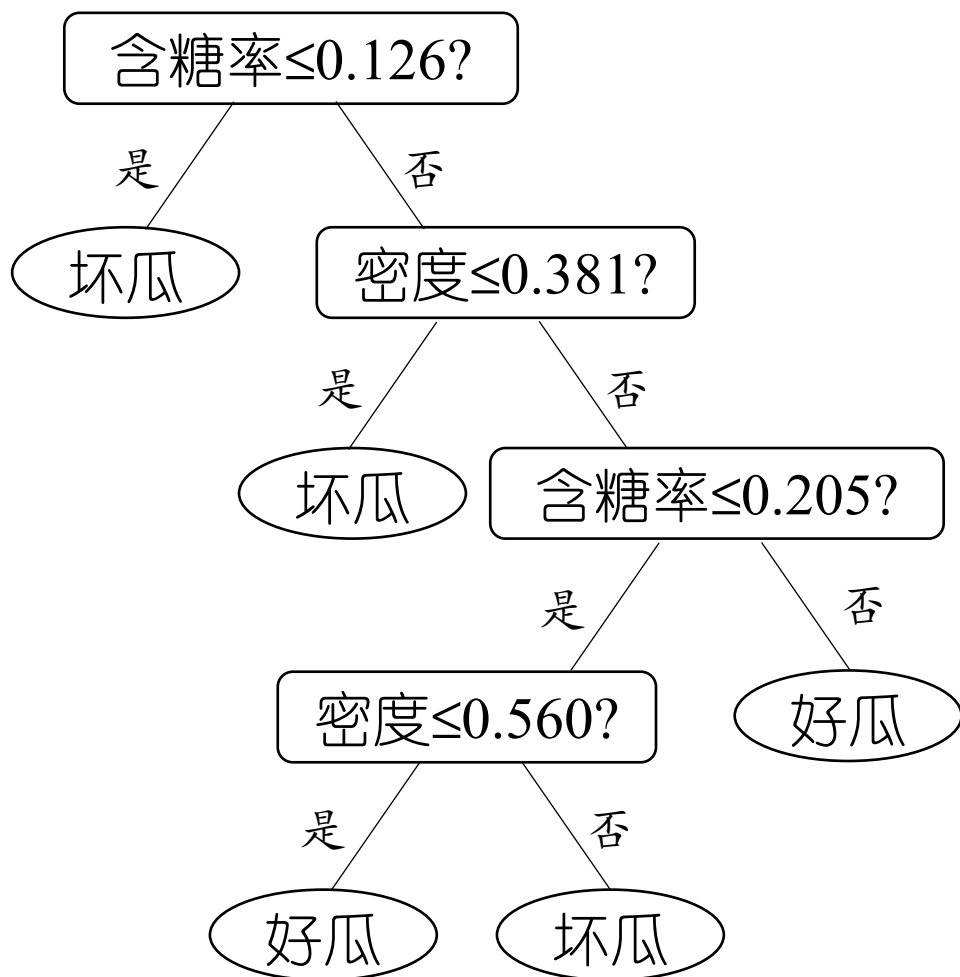 含糖率≤0.126?
是
否
坏瓜
密度≤0.381?
是
否
坏瓜
含糖率≤0.205?
是
否
密度≤0.560?
好瓜
是
否
好瓜
坏瓜